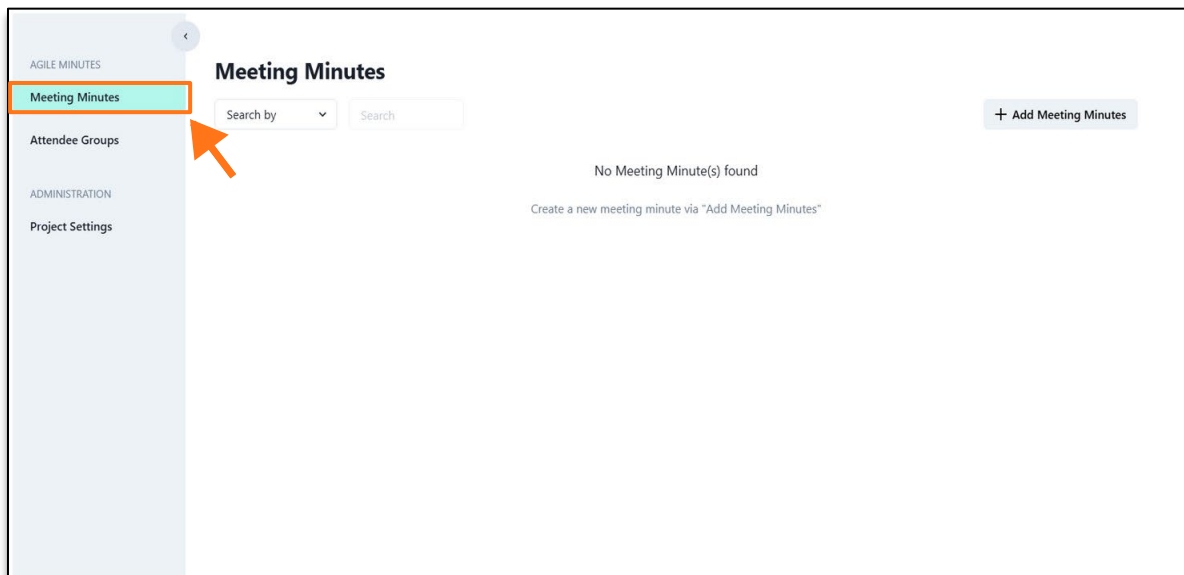 AGILE MINUTES
Meeting Minutes
Attendee Groups
ADMINISTRATION
Project Settings
Meeting Minutes
Search by
Search
+ Add Meeting Minutes
No Meeting Minute(s) found
Create a new meeting minute via "Add Meeting Minutes"